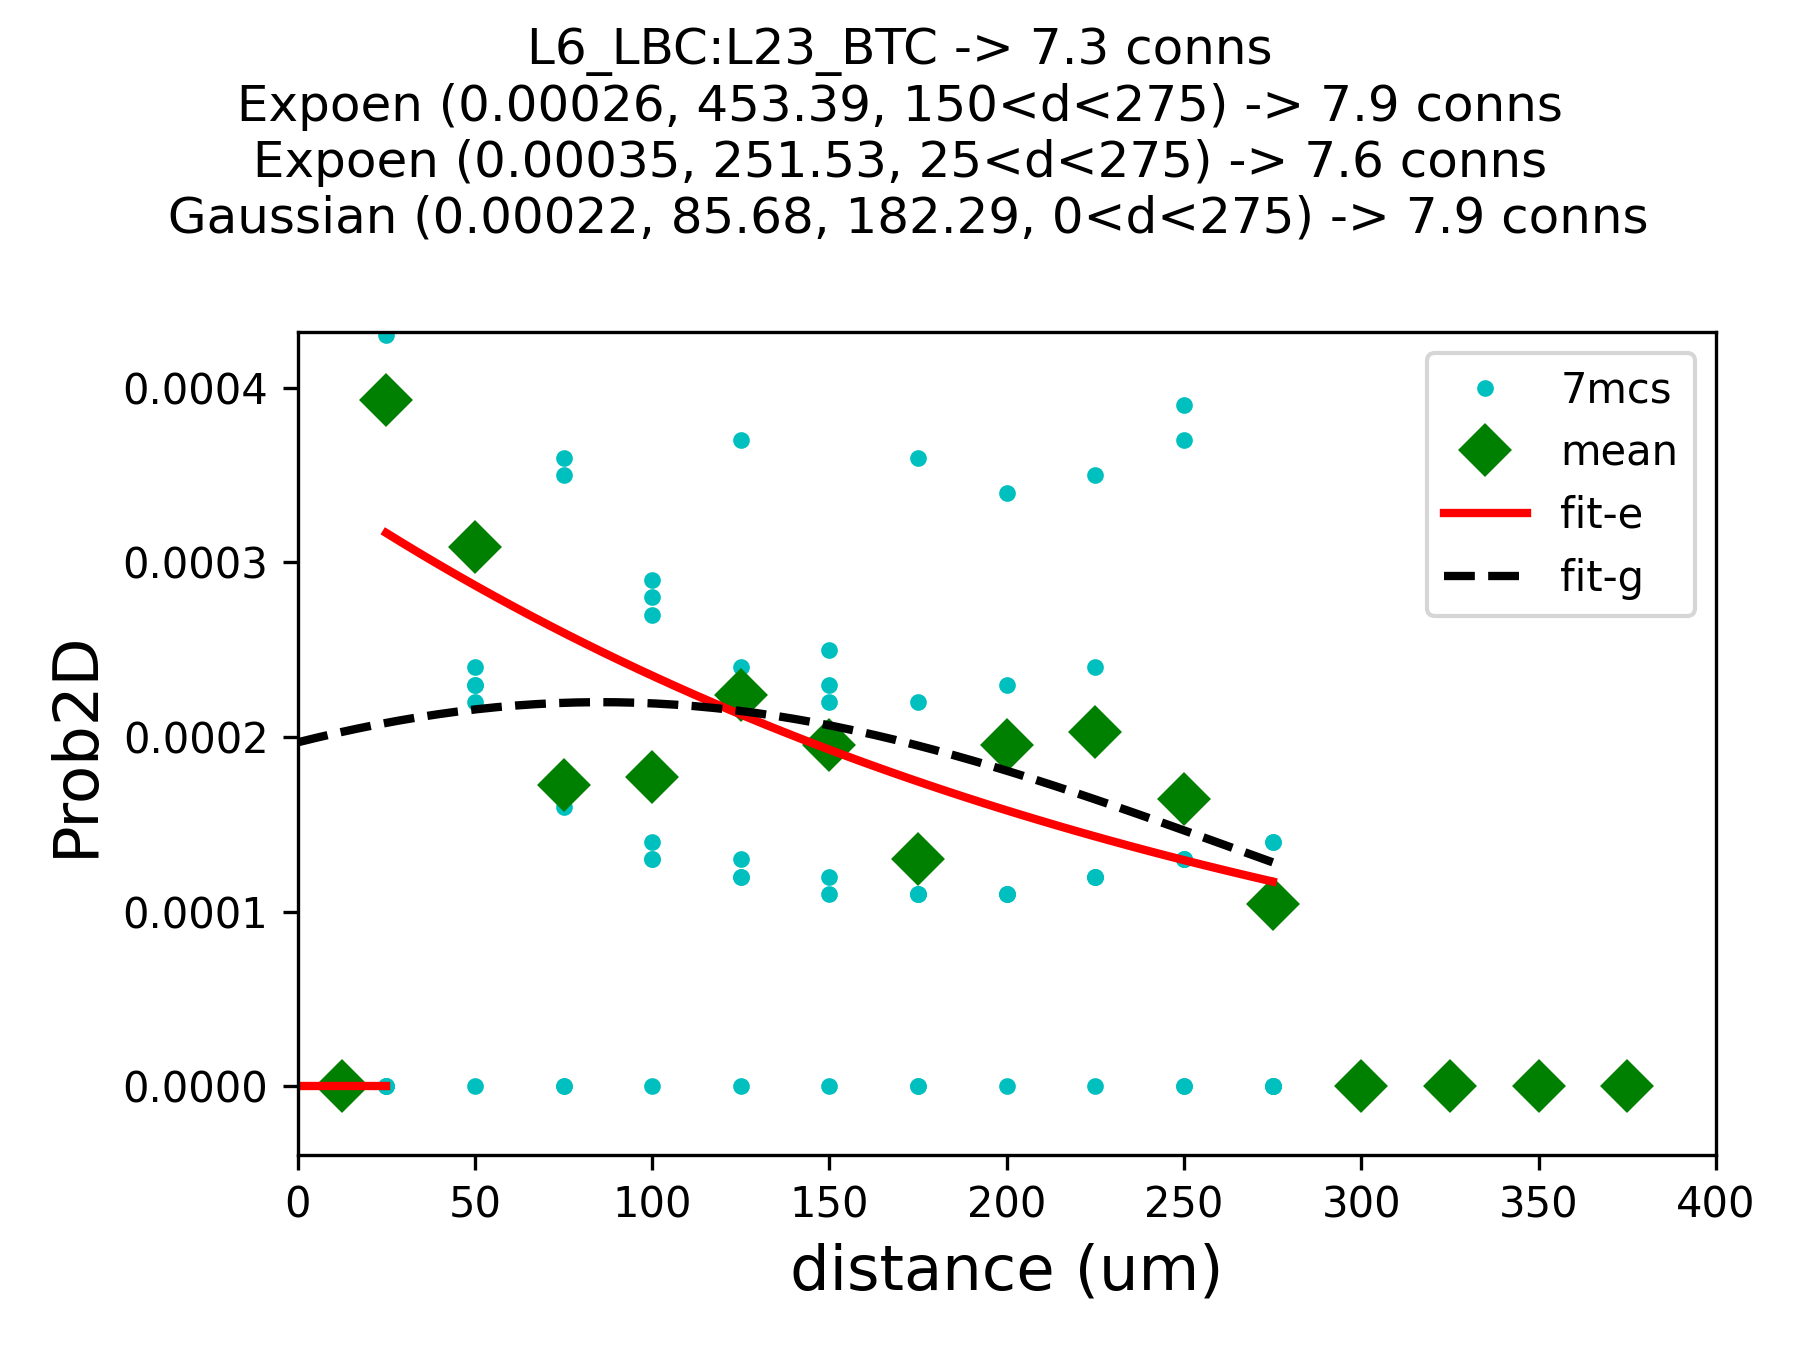 L6_LBC:L23_BTC -> 7.3 conns
Expoen (0.00026, 453.39, 150<d<275) -> 7.9 conns
Expoen (0.00035, 251.53, 25<d<275) -> 7.6 conns
Gaussian (0.00022, 85.68, 182.29, 0<d<275) -> 7.9 conns
7mcs
mean
fit-e
fit-g
Prob2D
0.0004
0.0003
0.0002
0.0001
0.0000
0 50 100 150 200 250 300 350 400
distance (um)